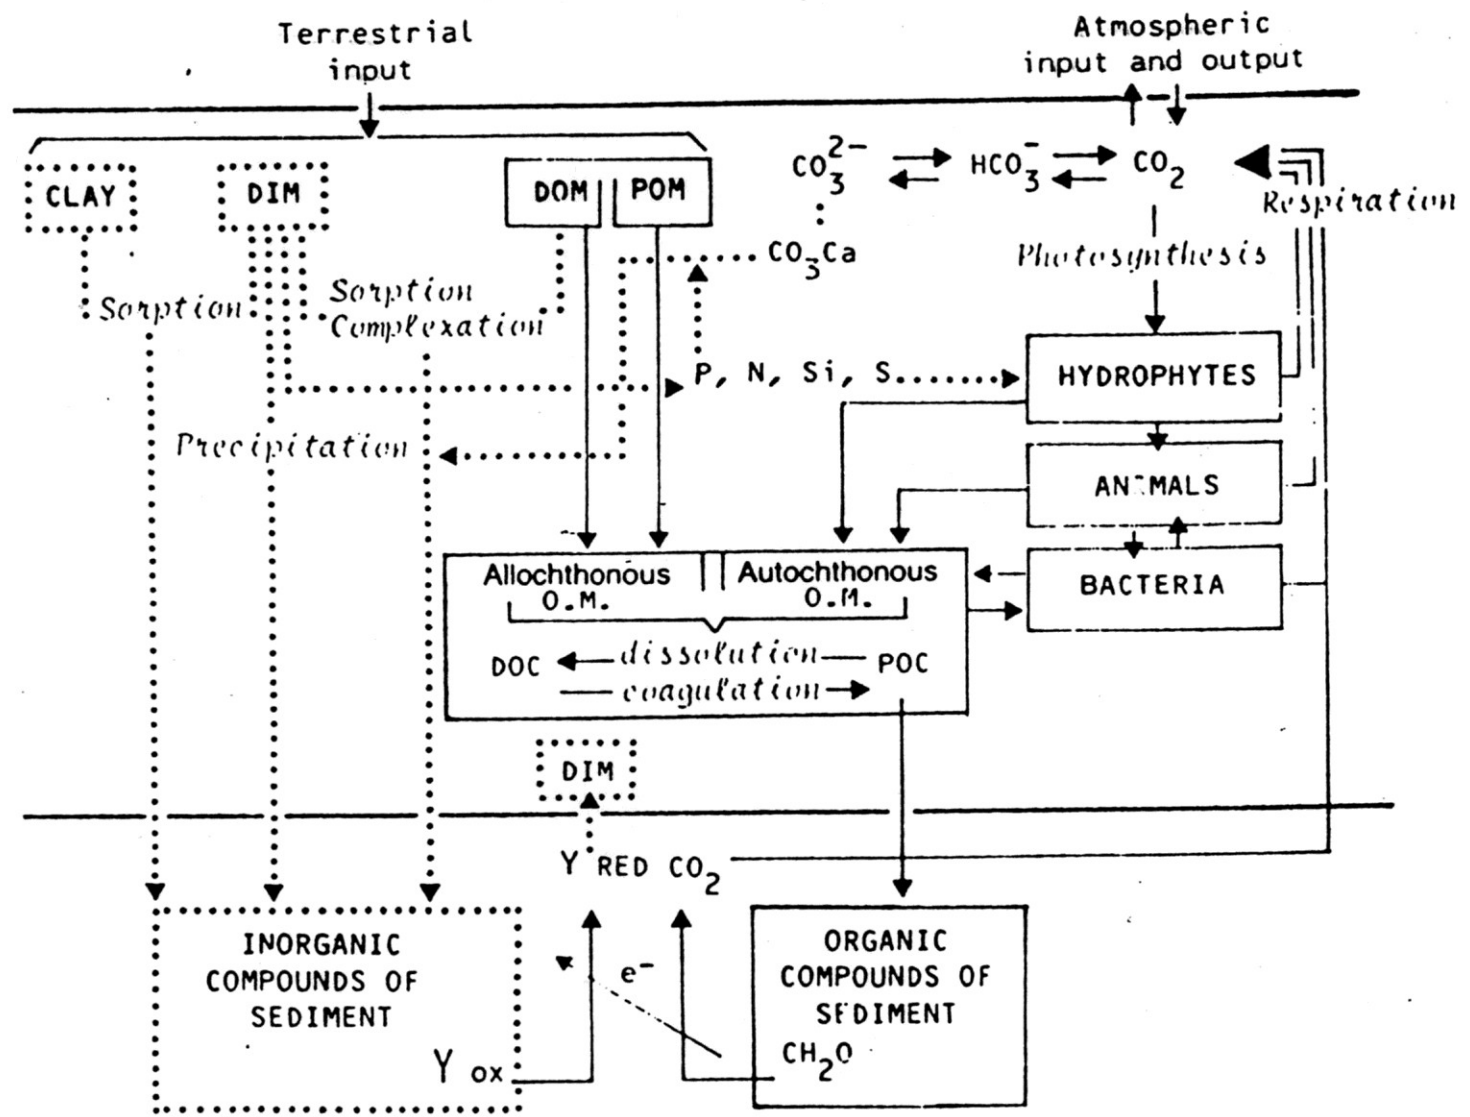 Terrestrial
input
Atmospheric
input and output
CLAY
DIM
DOM
POM
CO₃²⁻
HCO₃⁻
CO₂
Respiration
CO₃Ca
Photosynthesis
Sorption
Sorption
Complexation
P, N, Si, S
HYDROPHYTES
Precipitation
ANIMALS
Allochthonous
O.M.
Autochthonous
O.M.
BACTERIA
DOC
dissolution
POC
coagulation
DIM
Y RED CO₂
INORGANIC
COMPOUNDS OF
SEDIMENT
Y ox
e⁻
ORGANIC
COMPOUNDS OF
SEDIMENT
CH₂O